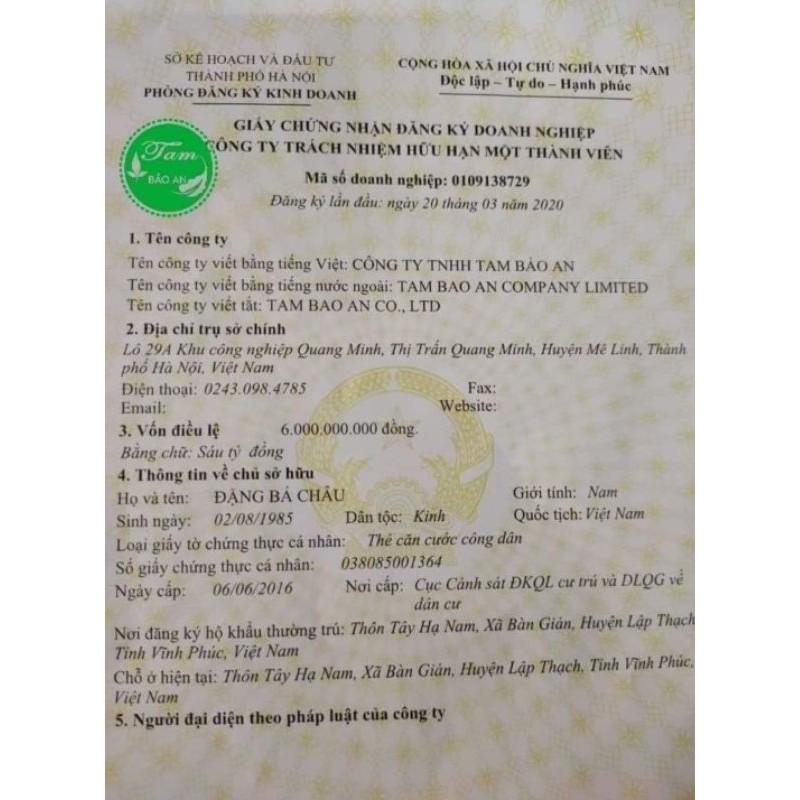 SỞ KẾ HOẠCH VÀ ĐẦU TƯ
THÀNH PHỐ HÀ NỘI
PHÒNG ĐĂNG KÝ KINH DOANH
CỘNG HÒA XÃ HỘI CHỦ NGHĨA VIỆT NAM
Độc lập – Tự do – Hạnh phúc
GIẤY CHỨNG NHẬN ĐĂNG KÝ DOANH NGHIỆP
CÔNG TY TRÁCH NHIỆM HỮU HẠN MỘT THÀNH VIÊN
Tam
BẢO AN
Mã số doanh nghiệp: 0109138729
Đăng ký lần đầu: ngày 20 tháng 03 năm 2020
1. Tên công ty
Tên công ty viết bằng tiếng Việt: CÔNG TY TNHH TAM BẢO AN
Tên công ty viết bằng tiếng nước ngoài: TAM BAO AN COMPANY LIMITED
Tên công ty viết tắt: TAM BAO AN CO., LTD
2. Địa chỉ trụ sở chính
Lô 29A Khu công nghiệp Quang Minh, Thị Trấn Quang Minh, Huyện Mê Linh, Thành
phố Hà Nội, Việt Nam
Điện thoại: 0243.098.4785 Fax:
Email: Website:
3. Vốn điều lệ 6.000.000.000 đồng.
Bằng chữ: Sáu tỷ đồng
4. Thông tin về chủ sở hữu
Họ và tên: ĐẶNG BÁ CHÂU Giới tính: Nam
Sinh ngày: 02/08/1985 Dân tộc: Kinh Quốc tịch: Việt Nam
Loại giấy tờ chứng thực cá nhân: Thẻ căn cước công dân
Số giấy chứng thực cá nhân: 038085001364
Ngày cấp: 06/06/2016 Nơi cấp: Cục Cảnh sát ĐKQL cư trú và DLQG về
dân cư
Nơi đăng ký hộ khẩu thường trú: Thôn Tây Hạ Nam, Xã Bàn Giản, Huyện Lập Thạch,
Tỉnh Vĩnh Phúc, Việt Nam
Chỗ ở hiện tại: Thôn Tây Hạ Nam, Xã Bàn Giản, Huyện Lập Thạch, Tỉnh Vĩnh Phúc,
Việt Nam
5. Người đại diện theo pháp luật của công ty